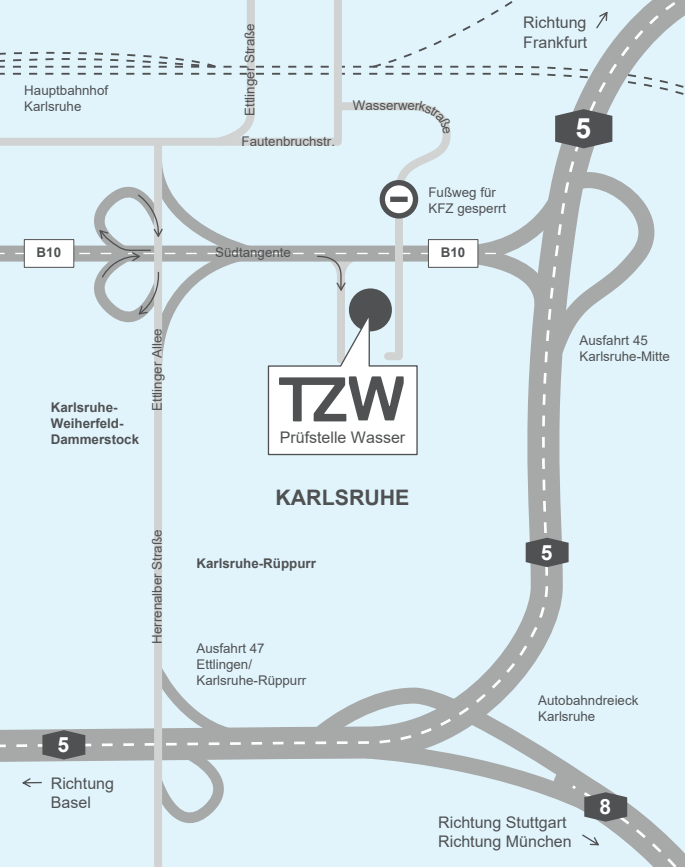 Richtung
Frankfurt
Ettlinger Straße
Hauptbahnhof
Karlsruhe
Wasserwerkstraße
5
Fautenbruchstr.
Fußweg für
KFZ gesperrt
B10
Südtangente
B10
Ausfahrt 45
Karlsruhe-Mitte
Ettlinger Allee
TZW
Prüfstelle Wasser
Karlsruhe-
Weiherfeld-
Dammerstock
KARLSRUHE
5
Karlsruhe-Rüppurr
Herrenalber Straße
Ausfahrt 47
Ettlingen/
Karlsruhe-Rüppurr
Autobahndreieck
Karlsruhe
5
Richtung
Basel
8
Richtung Stuttgart
Richtung München